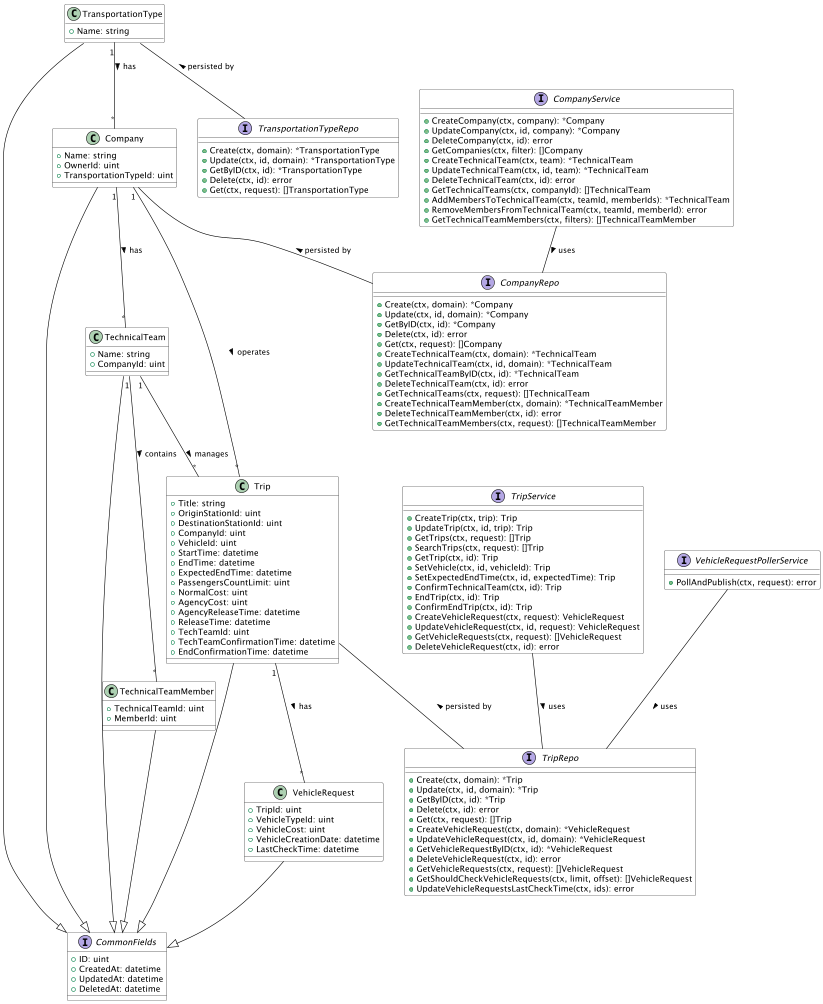 C TransportationType
Name: string
1
has
persisted by
*
C Company
Name: string
OwnerId: uint
TransportationTypeId: uint
I TransportationTypeRepo
Create(ctx, domain): *TransportationType
Update(ctx, id, domain): *TransportationType
GetByID(ctx, id): *TransportationType
Delete(ctx, id): error
Get(ctx, request): []TransportationType
I CompanyService
CreateCompany(ctx, company): *Company
UpdateCompany(ctx, id, company): *Company
DeleteCompany(ctx, id): error
GetCompanies(ctx, filter): []Company
CreateTechnicalTeam(ctx, team): *TechnicalTeam
UpdateTechnicalTeam(ctx, id, team): *TechnicalTeam
DeleteTechnicalTeam(ctx, id): error
GetTechnicalTeams(ctx, companyId): []TechnicalTeam
AddMembersToTechnicalTeam(ctx, teamId, memberIds): *TechnicalTeam
RemoveMembersFromTechnicalTeam(ctx, teamId, memberId): error
GetTechnicalTeamMembers(ctx, filters): []TechnicalTeamMember
1
1
has
persisted by
uses
I CompanyRepo
Create(ctx, domain): *Company
Update(ctx, id, domain): *Company
GetByID(ctx, id): *Company
Delete(ctx, id): error
Get(ctx, request): []Company
CreateTechnicalTeam(ctx, domain): *TechnicalTeam
UpdateTechnicalTeam(ctx, id, domain): *TechnicalTeam
GetTechnicalTeamByID(ctx, id): *TechnicalTeam
DeleteTechnicalTeam(ctx, id): error
GetTechnicalTeams(ctx, request): []TechnicalTeam
CreateTechnicalTeamMember(ctx, domain): *TechnicalTeamMember
DeleteTechnicalTeamMember(ctx, id): error
GetTechnicalTeamMembers(ctx, request): []TechnicalTeamMember
*
C TechnicalTeam
Name: string
CompanyId: uint
operates
1
1
contains
manages
*
*
C Trip
Title: string
OriginStationId: uint
DestinationStationId: uint
CompanyId: uint
VehicleId: uint
StartTime: datetime
EndTime: datetime
ExpectedEndTime: datetime
PassengersCountLimit: uint
NormalCost: uint
AgencyCost: uint
AgencyReleaseTime: datetime
ReleaseTime: datetime
TechTeamId: uint
TechTeamConfirmationTime: datetime
EndConfirmationTime: datetime
I TripService
CreateTrip(ctx, trip): Trip
UpdateTrip(ctx, id, trip): Trip
GetTrips(ctx, request): []Trip
SearchTrips(ctx, request): []Trip
GetTrip(ctx, id): Trip
SetVehicle(ctx, id, vehicleId): Trip
SetExpectedEndTime(ctx, id, expectedTime): Trip
ConfirmTechnicalTeam(ctx, id): Trip
EndTrip(ctx, id): Trip
ConfirmEndTrip(ctx, id): Trip
CreateVehicleRequest(ctx, request): VehicleRequest
UpdateVehicleRequest(ctx, id, request): VehicleRequest
GetVehicleRequests(ctx, request): []VehicleRequest
DeleteVehicleRequest(ctx, id): error
I VehicleRequestPollerService
PollAndPublish(ctx, request): error
*
C TechnicalTeamMember
TechnicalTeamId: uint
MemberId: uint
1
has
persisted by
uses
uses
*
C VehicleRequest
TripId: uint
VehicleTypeId: uint
VehicleCost: uint
VehicleCreationDate: datetime
LastCheckTime: datetime
I TripRepo
Create(ctx, domain): *Trip
Update(ctx, id, domain): *Trip
GetByID(ctx, id): *Trip
Delete(ctx, id): error
Get(ctx, request): []Trip
CreateVehicleRequest(ctx, domain): *VehicleRequest
UpdateVehicleRequest(ctx, id, domain): *VehicleRequest
GetVehicleRequestByID(ctx, id): *VehicleRequest
DeleteVehicleRequest(ctx, id): error
GetVehicleRequests(ctx, request): []VehicleRequest
GetShouldCheckVehicleRequests(ctx, limit, offset): []VehicleRequest
UpdateVehicleRequestsLastCheckTime(ctx, ids): error
I CommonFields
ID: uint
CreatedAt: datetime
UpdatedAt: datetime
DeletedAt: datetime